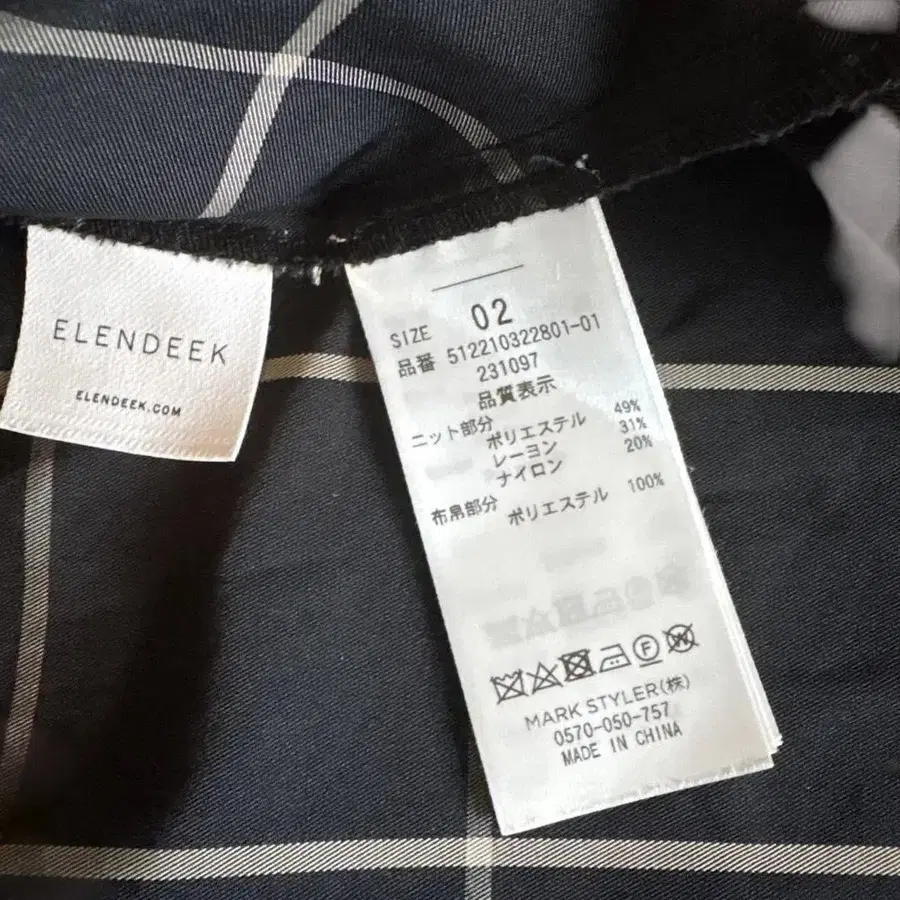 ELENDEEK
ELENDEEK.COM
SIZE 02
品番 512210322801-01
231097
品質表示
ニット部分
ポリエステル 49%
レーヨン 31%
ナイロン 20%
布帛部分
ポリエステル 100%
MARK STYLER(株)
0570-050-757
MADE IN CHINA